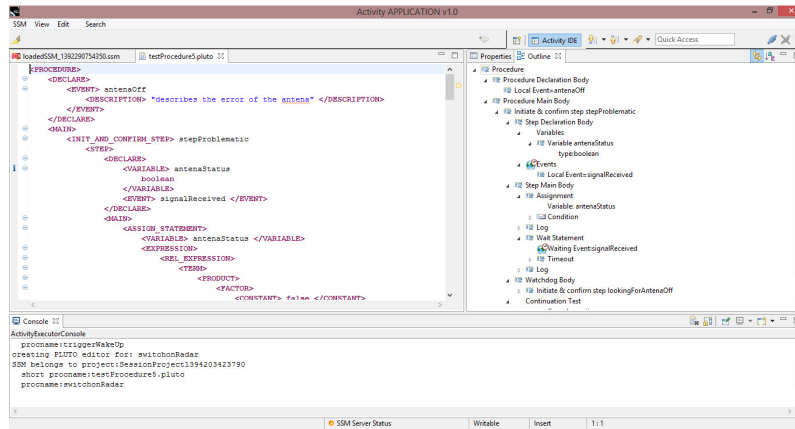 Activity APPLICATION v1.0
SSM View Edit Search
Activity IDE
Quick Access
loadedSSM_1392290754350.ssm
testProcedure5.pluto
<PROCEDURE>
<DECLARE>
<EVENT> antenaOff
<DESCRIPTION> "describes the error of the antena" </DESCRIPTION>
</EVENT>
</DECLARE>
<MAIN>
<INIT_AND_CONFIRM_STEP> stepProblematic
<STEP>
<DECLARE>
<VARIABLE> antenaStatus
boolean
</VARIABLE>
<EVENT> signalReceived </EVENT>
</DECLARE>
<MAIN>
<ASSIGN_STATEMENT>
<VARIABLE> antenaStatus </VARIABLE>
<EXPRESSION>
<REL_EXPRESSION>
<TERM>
<PRODUCT>
<FACTOR>
<CONSTANT> false </CONSTANT>
Properties Outline
Procedure
Procedure Declaration Body
Local Event=antenaOff
Procedure Main Body
Initiate & confirm step stepProblematic
Step Declaration Body
Variables
Variable antenaStatus
type:boolean
Events
Local Event=signalReceived
Step Main Body
Assignment
Variable: antenaStatus
Condition
Log
Wait Statement
Waiting Event:signalReceived
Timeout
Log
Watchdog Body
Initiate & confirm step lookingForAntenaOff
Continuation Test
Console
ActivityExecutorConsole
procname:triggerWakeUp
creating PLUTO editor for: switchonRadar
SSM belongs to project:SessionProject1394203423790
short procname:testProcedure5.pluto
procname:switchonRadar
SSM Server Status
Writable
Insert
1 : 1